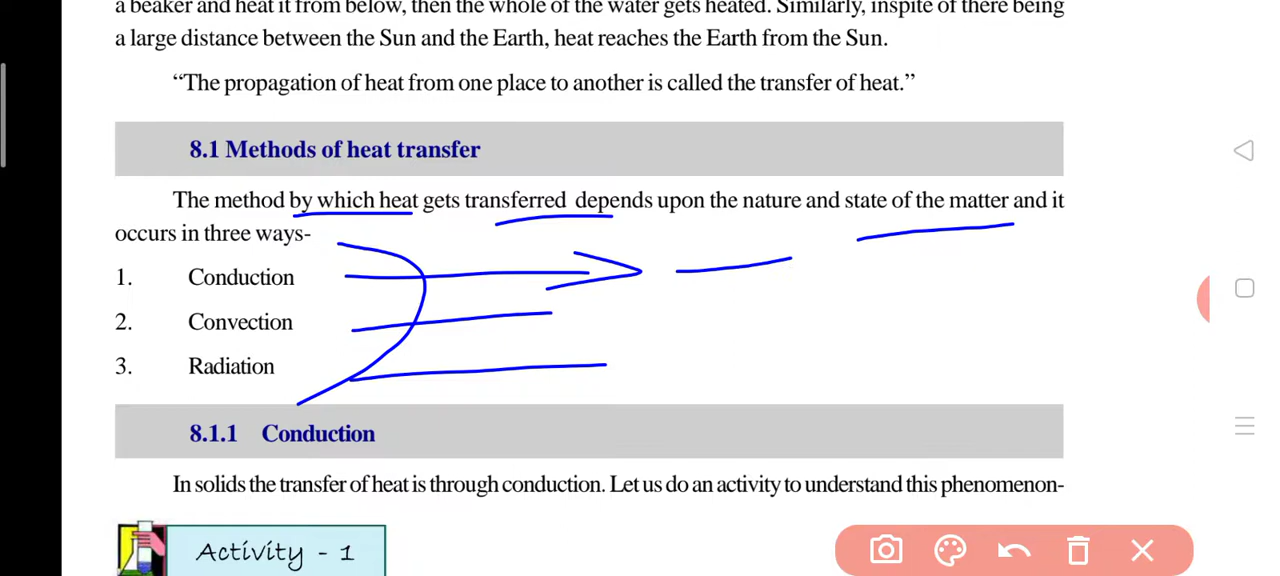 a beaker and heat it from below, then the whole of the water gets heated. Similarly, inspite of there being
a large distance between the Sun and the Earth, heat reaches the Earth from the Sun.
“The propagation of heat from one place to another is called the transfer of heat.”
8.1 Methods of heat transfer
The method by which heat gets transferred depends upon the nature and state of the matter and it
occurs in three ways-
1. Conduction
2. Convection
3. Radiation
8.1.1 Conduction
In solids the transfer of heat is through conduction. Let us do an activity to understand this phenomenon-
Activity - 1